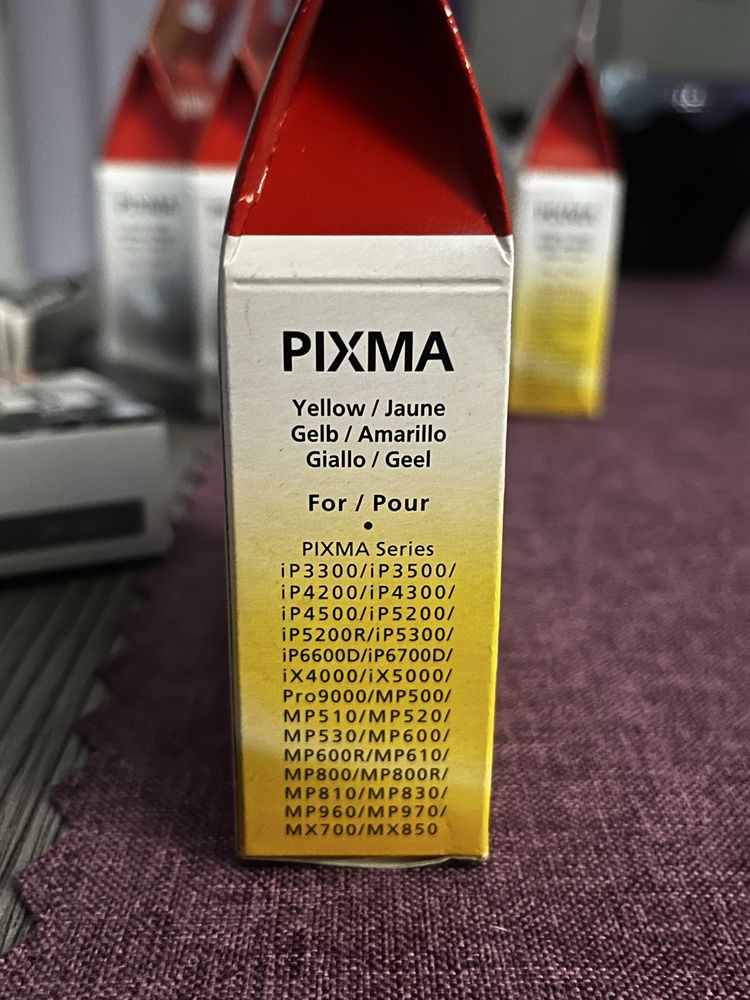 PIXMA
Yellow / Jaune
Gelb / Amarillo
Giallo / Geel
For / Pour
•
PIXMA Series
iP3300/iP3500/
iP4200/iP4300/
iP4500/iP5200/
iP5200R/iP5300/
iP6600D/iP6700D/
iX4000/iX5000/
Pro9000/MP500/
MP510/MP520/
MP530/MP600/
MP600R/MP610/
MP800/MP800R/
MP810/MP830/
MP960/MP970/
MX700/MX850
PIXMA
PIXMA